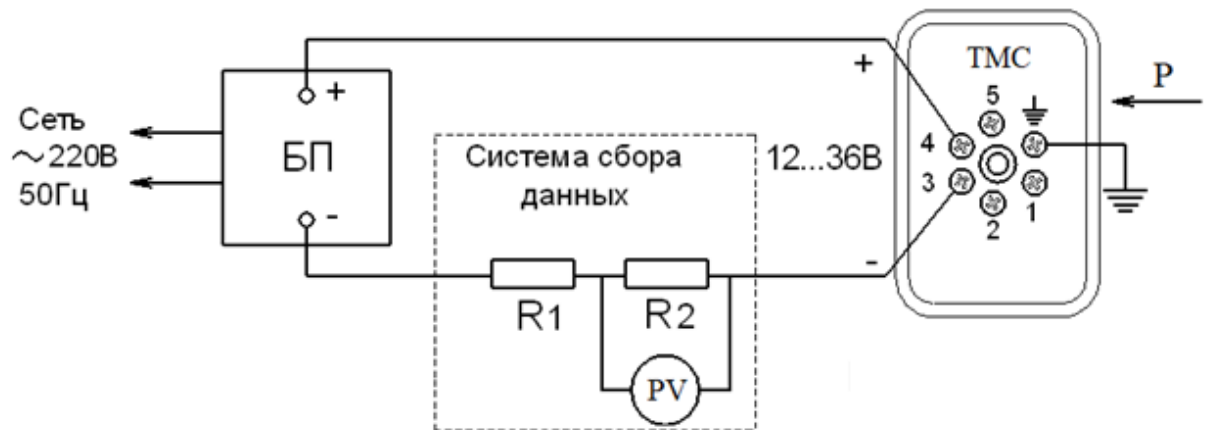 Сеть
~220В
50Гц
+
БП
-
Система сбора
данных
R1
R2
PV
+
12...36В
-
ТМС
5
4
3
2
1
P